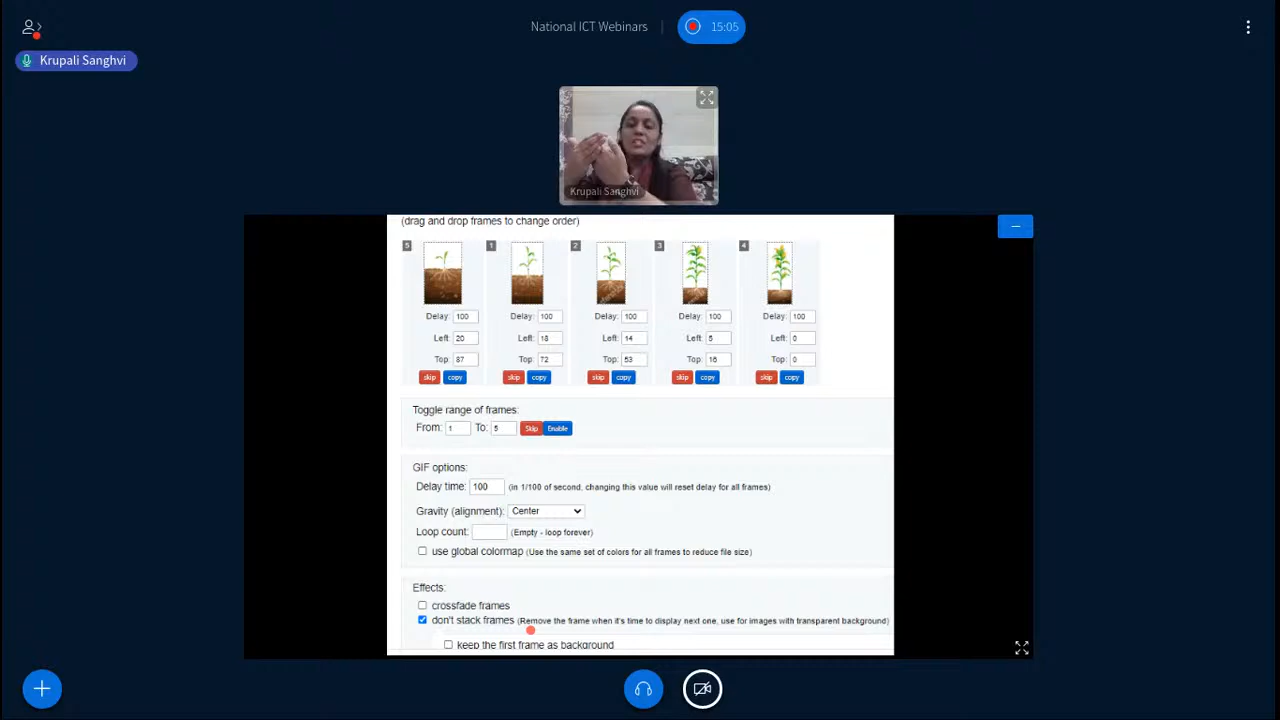 National ICT Webinars
15:05
Krupali Sanghvi
Krupali Sanghvi
(drag and drop frames to change order)
5 1 2 3 4
Delay: 100 Delay: 100 Delay: 100 Delay: 100 Delay: 100
Left: 20 Left: 18 Left: 14 Left: 5 Left: 0
Top: 87 Top: 72 Top: 53 Top: 16 Top: 0
skip copy skip copy skip copy skip copy skip copy
Toggle range of frames:
From: 1 To: 5 Skip Enable
GIF options:
Delay time: 100 (in 1/100 of second, changing this value will reset delay for all frames)
Gravity (alignment): Center
Loop count: (Empty - loop forever)
use global colormap (Use the same set of colors for all frames to reduce file size)
Effects:
crossfade frames
don't stack frames (Remove the frame when it's time to display next one, use for images with transparent background)
keep the first frame as background